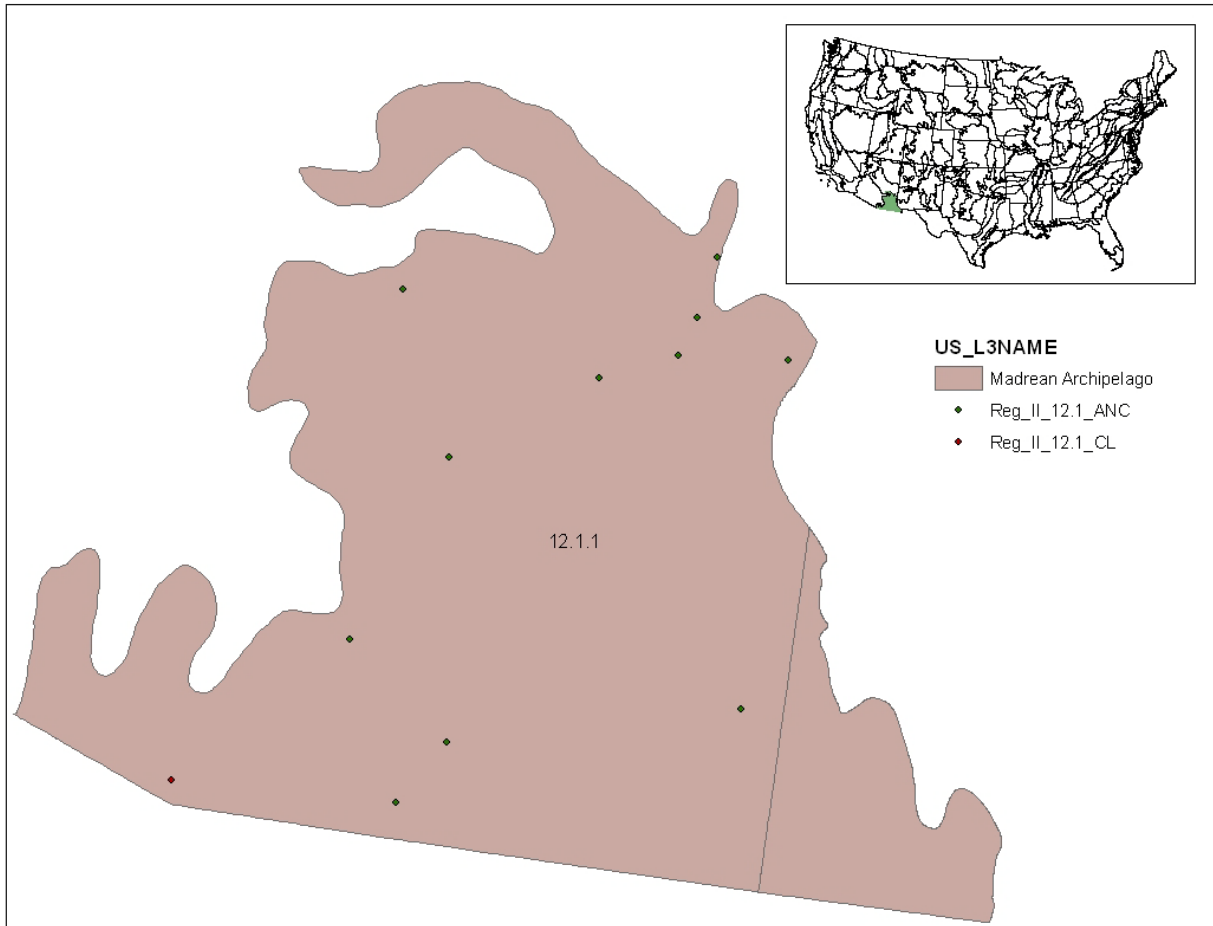 US_L3NAME
Madrean Archipelago
Reg_II_12.1_ANC
Reg_II_12.1_CL
12.1.1